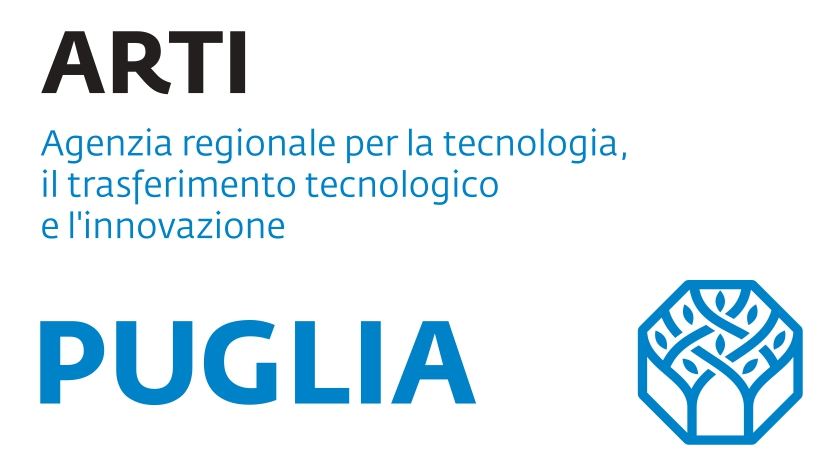 ARTI
Agenzia regionale per la tecnologia,
il trasferimento tecnologico
e l'innovazione
PUGLIA